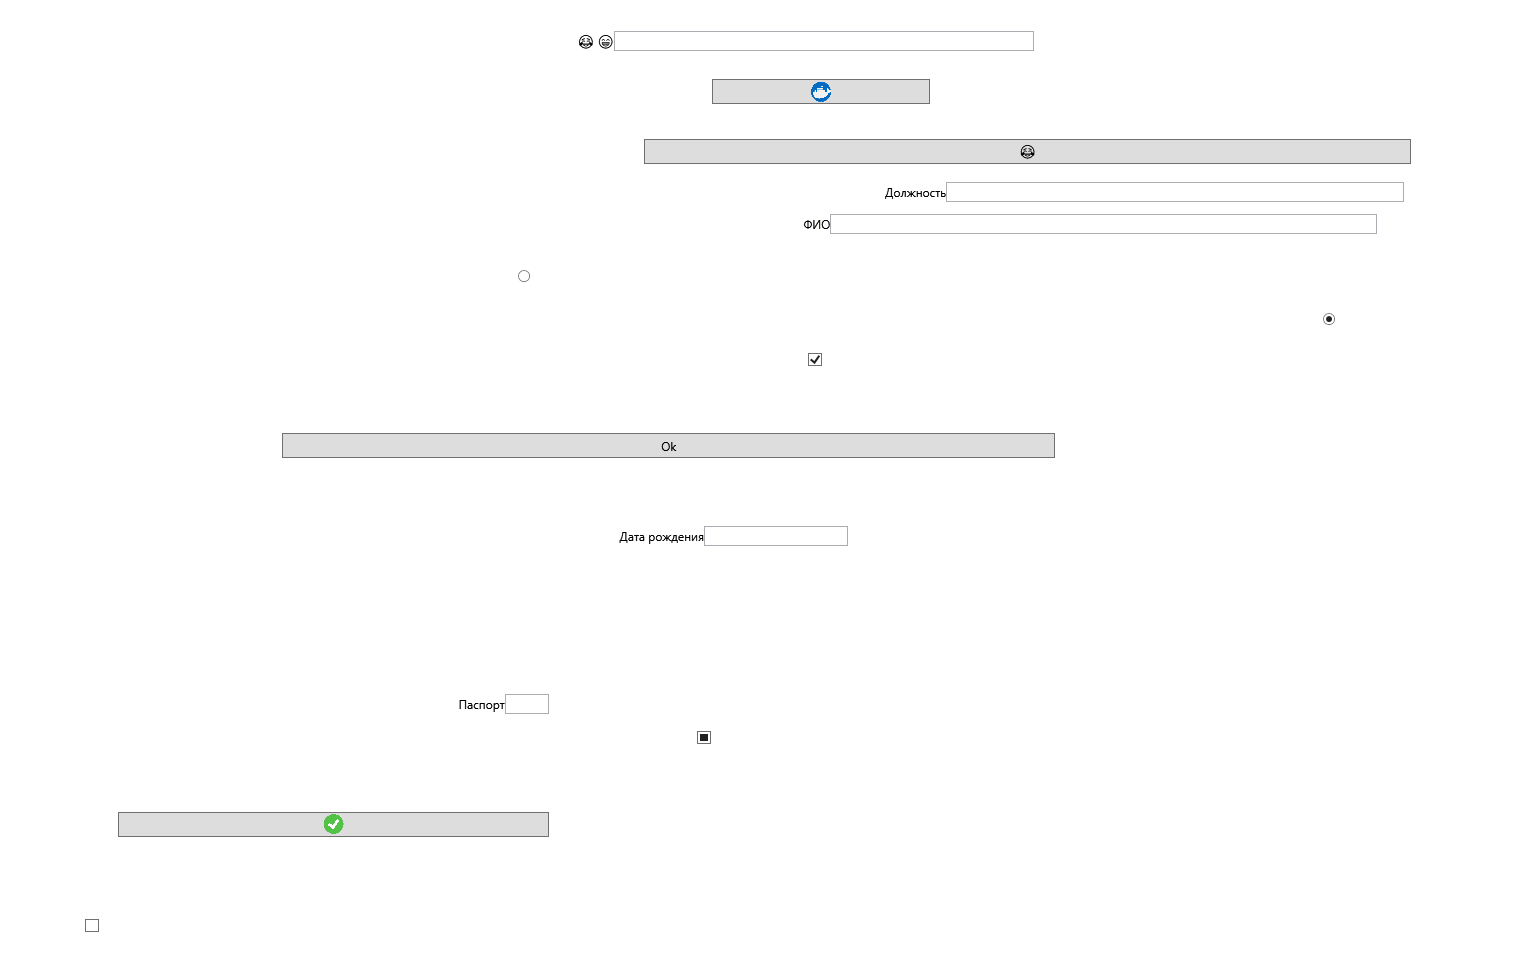 😂 😁
😂
Должность
ФИО
Ok
Дата рождения
Паспорт